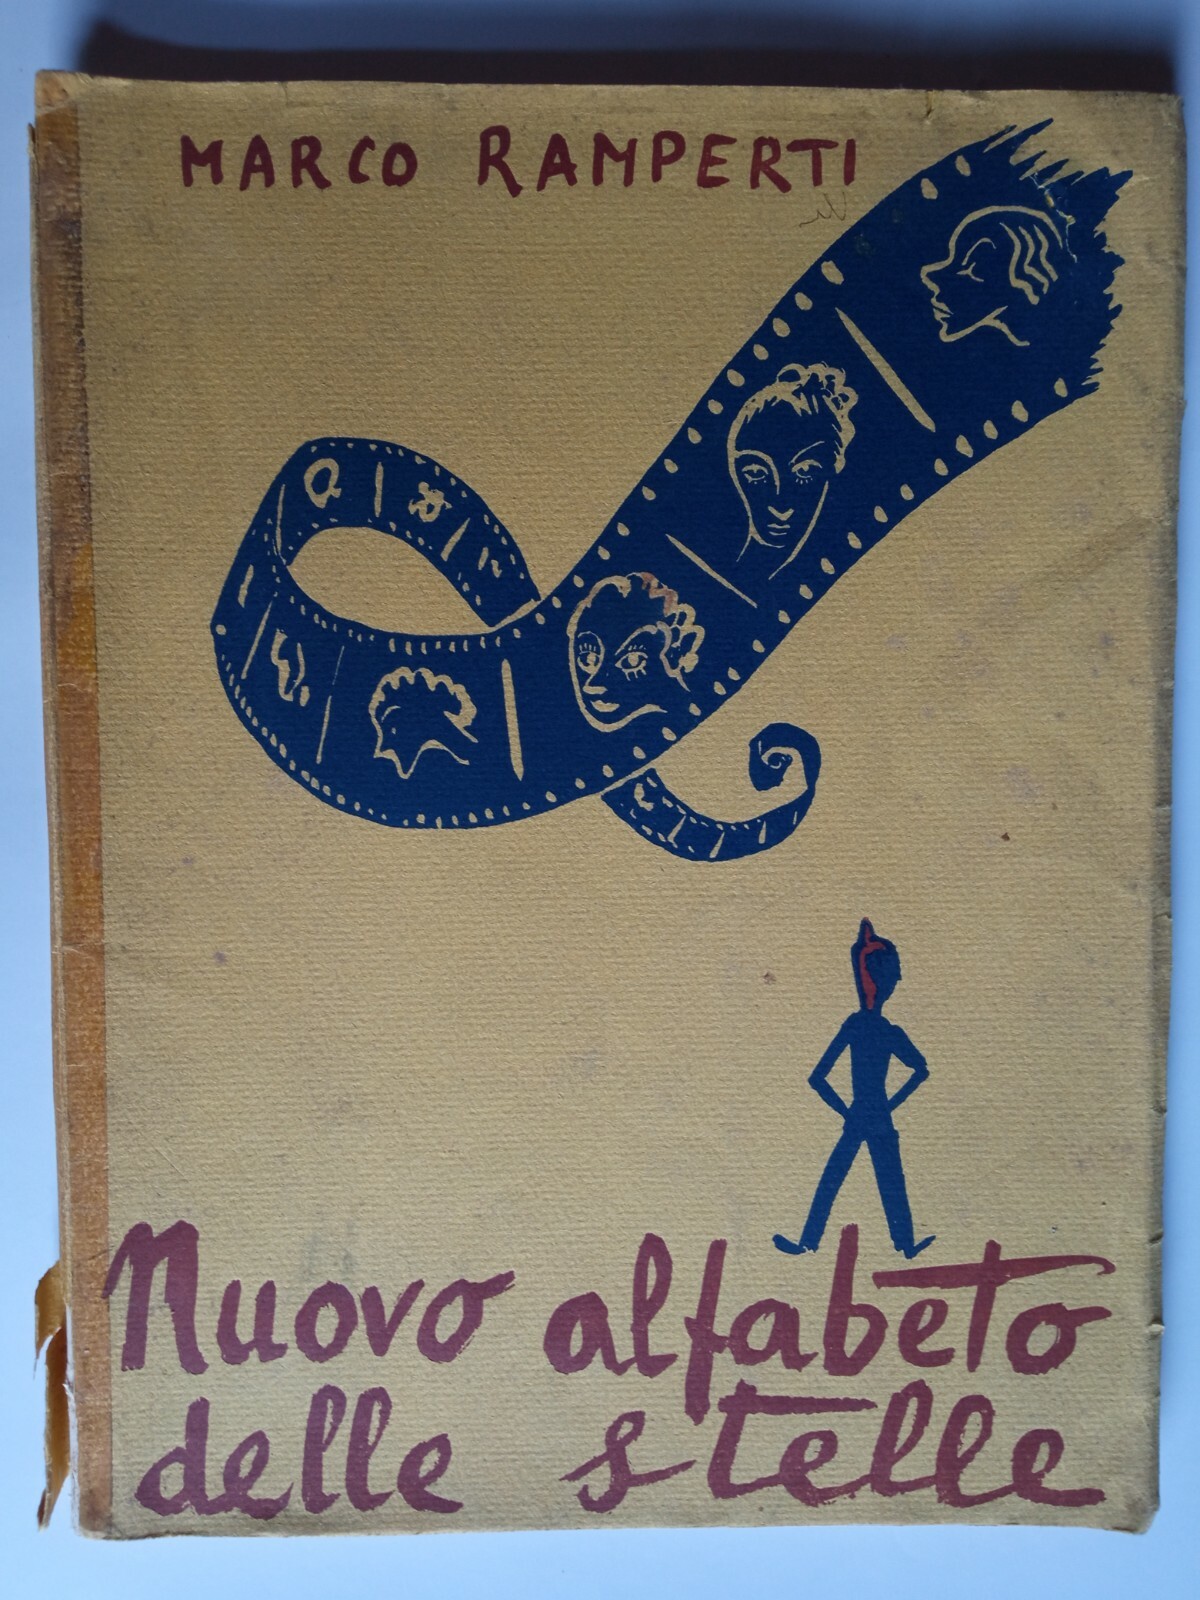 MARCO RAMPERTI
Nuovo alfabeto
delle stelle